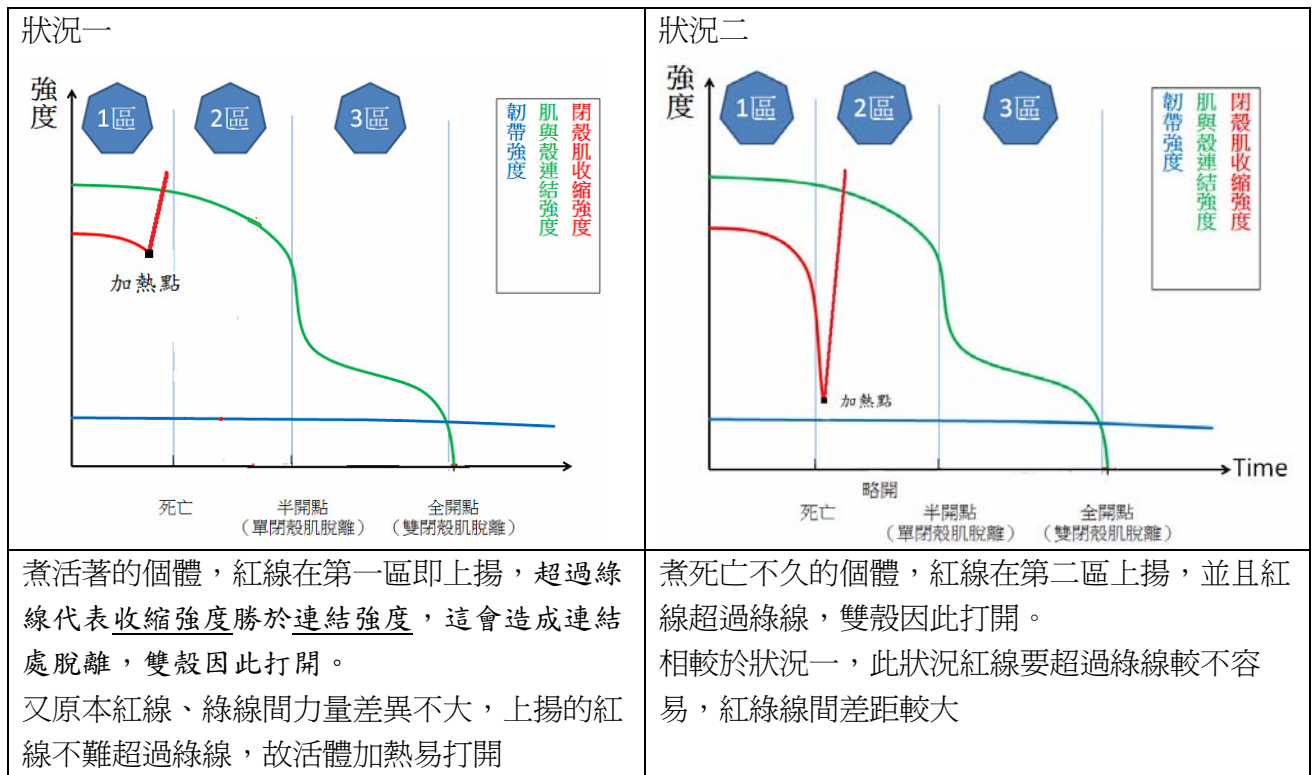 狀況一
強度
1區
2區
3區
韌帶強度
肌與殼連結強度
閉殼肌收縮強度
加熱點
死亡
半開點
（單閉殼肌脫離）
全開點
（雙閉殼肌脫離）
煮活著的個體，紅線在第一區即上揚，超過綠
線代表收縮強度勝於連結強度，這會造成連結
處脫離，雙殼因此打開。
又原本紅線、綠線間力量差異不大，上揚的紅
線不難超過綠線，故活體加熱易打開
狀況二
強度
1區
2區
3區
韌帶強度
肌與殼連結強度
閉殼肌收縮強度
加熱點
Time
略開
死亡
半開點
（單閉殼肌脫離）
全開點
（雙閉殼肌脫離）
煮死亡不久的個體，紅線在第二區上揚，並且紅
線超過綠線，雙殼因此打開。
相較於狀況一，此狀況紅線要超過綠線較不容
易，紅綠線間差距較大